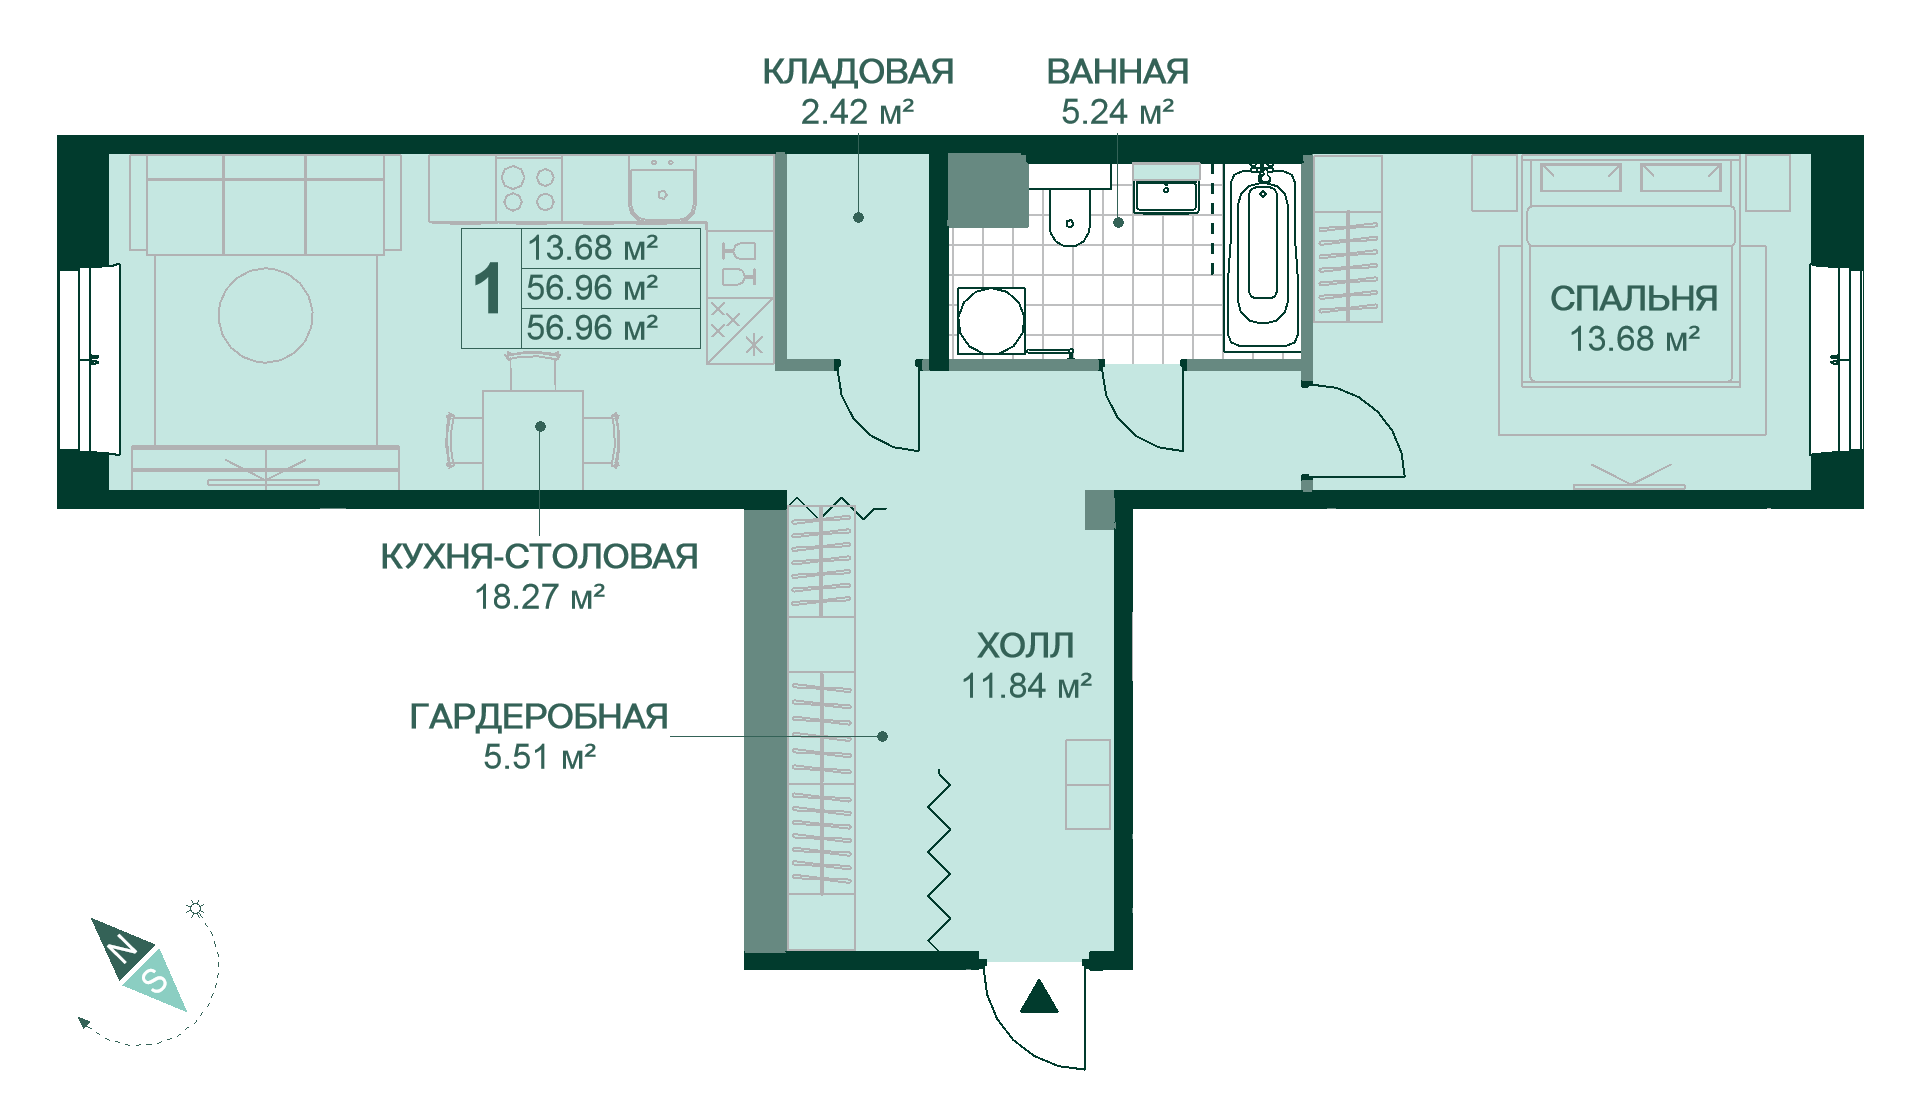 КЛАДОВАЯ
2.42 м²
ВАННАЯ
5.24 м²
1
13.68 м²
56.96 м²
56.96 м²
СПАЛЬНЯ
13.68 м²
КУХНЯ-СТОЛОВАЯ
18.27 м²
ХОЛЛ
11.84 м²
ГАРДЕРОБНАЯ
5.51 м²
N
S